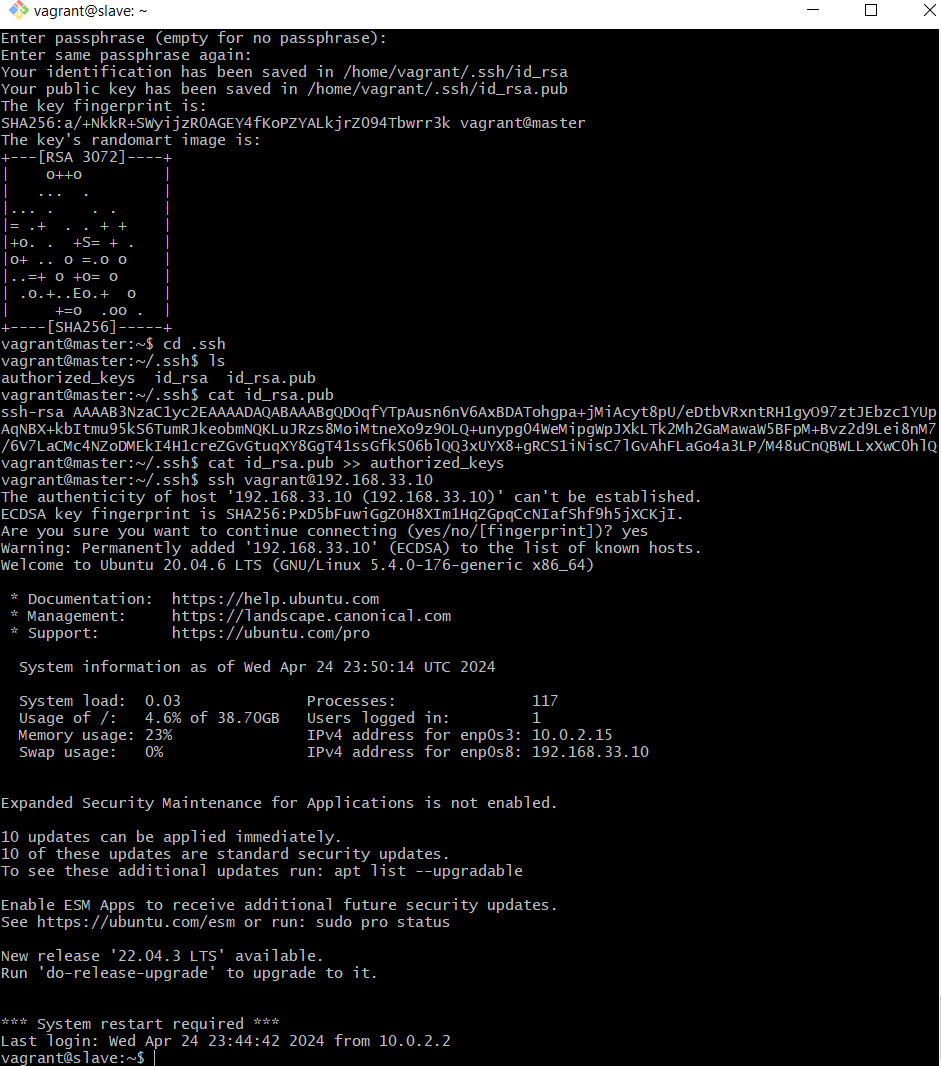 vagrant@slave: ~
Enter passphrase (empty for no passphrase):
Enter same passphrase again:
Your identification has been saved in /home/vagrant/.ssh/id_rsa
Your public key has been saved in /home/vagrant/.ssh/id_rsa.pub
The key fingerprint is:
SHA256:a/+NkkR+SWyijzROAGEY4fKoPZYALkjrZO94Tbwrr3k vagrant@master
The key's randomart image is:
+---[RSA 3072]----+
|    o++o         |
|   ...  .        |
|... .    . .     |
|= .+  . . + +    |
|+o. .  +S= + .   |
|o+ .. o =.o o    |
|..=+ o +o= o     |
| .o.+..Eo.+  o   |
|     +=o  .oo .  |
+----[SHA256]-----+
vagrant@master:~$ cd .ssh
vagrant@master:~/.ssh$ ls
authorized_keys  id_rsa  id_rsa.pub
vagrant@master:~/.ssh$ cat id_rsa.pub
ssh-rsa AAAAB3NzaC1yc2EAAAADAQABAAABgQDOqfYTpAusn6nV6AxBDATohgpa+jMiAcyt8pU/eDtbVRxntRH1gyO97ztJEbzc1YUp
AqNBX+kbItmu95kS6TumRJkeobmNQKLuJRzs8MoiMtneXo9z9OLQ+unypgO4WeMipgWpJXkLTk2Mh2GaMawaW5BFpM+Bvz2d9Lei8nM7
/6V7LaCMc4NZoDMEkI4H1creZGvGtuqXY8GgT41ssGfkS06blQQ3xUYX8+gRCS1iNisC7lGvAhFLaGo4a3LP/M48uCnQBWLLxXwCOhlQ
vagrant@master:~/.ssh$ cat id_rsa.pub >> authorized_keys
vagrant@master:~/.ssh$ ssh vagrant@192.168.33.10
The authenticity of host '192.168.33.10 (192.168.33.10)' can't be established.
ECDSA key fingerprint is SHA256:PxD5bFuwiGgZOH8XIm1HqZGpqCcNIafShf9h5jXCKjI.
Are you sure you want to continue connecting (yes/no/[fingerprint])? yes
Warning: Permanently added '192.168.33.10' (ECDSA) to the list of known hosts.
Welcome to Ubuntu 20.04.6 LTS (GNU/Linux 5.4.0-176-generic x86_64)
 * Documentation:  https://help.ubuntu.com
 * Management:     https://landscape.canonical.com
 * Support:        https://ubuntu.com/pro
  System information as of Wed Apr 24 23:50:14 UTC 2024
  System load:  0.03              Processes:               117
  Usage of /:   4.6% of 38.70GB   Users logged in:         1
  Memory usage: 23%               IPv4 address for enp0s3: 10.0.2.15
  Swap usage:   0%                IPv4 address for enp0s8: 192.168.33.10
Expanded Security Maintenance for Applications is not enabled.
10 updates can be applied immediately.
10 of these updates are standard security updates.
To see these additional updates run: apt list --upgradable
Enable ESM Apps to receive additional future security updates.
See https://ubuntu.com/esm or run: sudo pro status
New release '22.04.3 LTS' available.
Run 'do-release-upgrade' to upgrade to it.
*** System restart required ***
Last login: Wed Apr 24 23:44:42 2024 from 10.0.2.2
vagrant@slave:~$